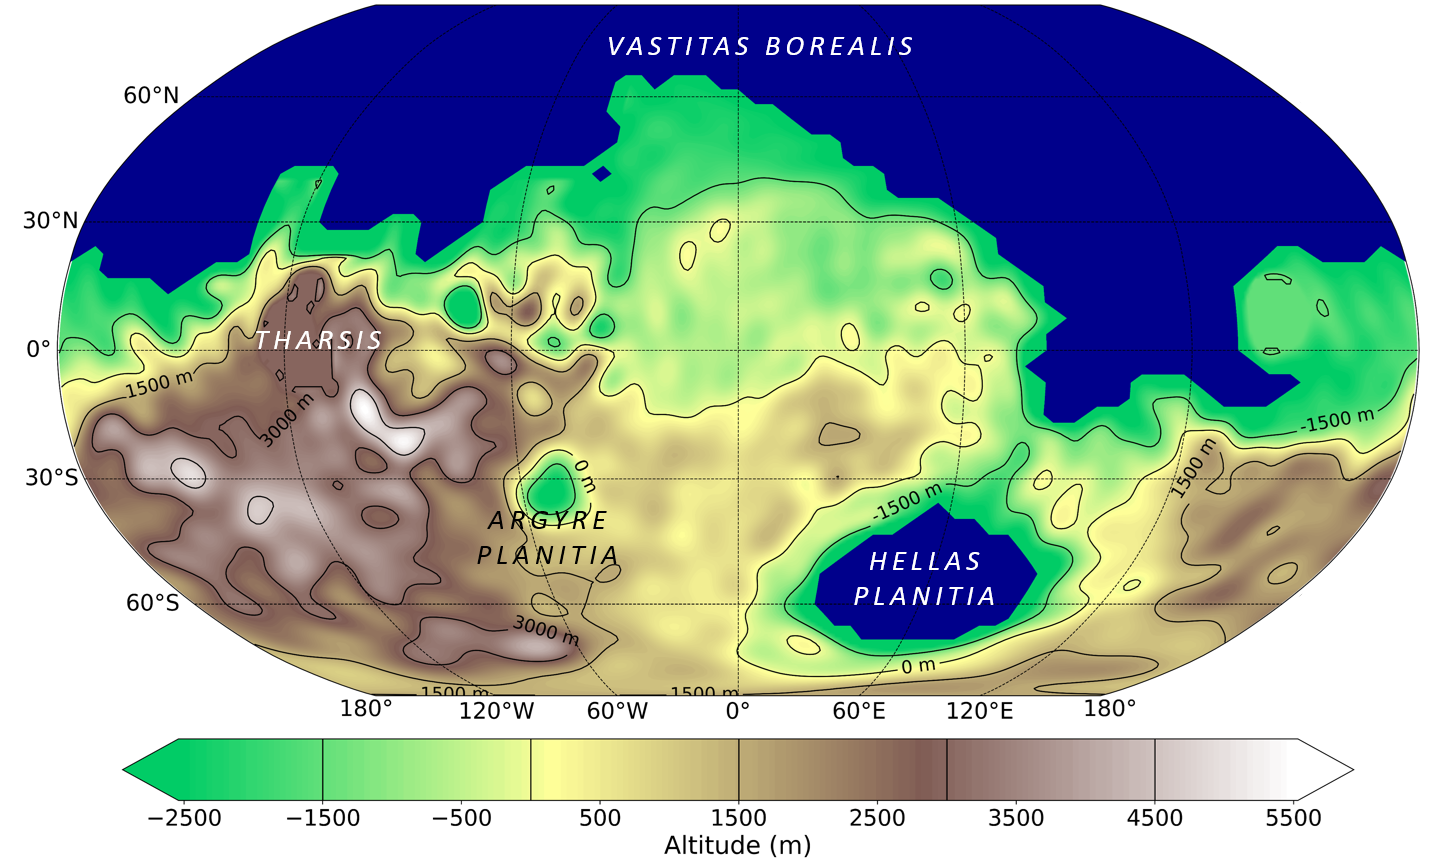 VASTITAS BOREALIS
60°N
30°N
THARSIS
0°
1500 m
3000 m
-1500 m
1500 m
30°S
0 m
-1500 m
ARGYRE
PLANITIA
HELLAS
PLANITIA
60°S
3000 m
0 m
1500 m
1500 m
180°
120°W
60°W
0°
60°E
120°E
180°
−2500
−1500
−500
500
1500
2500
3500
4500
5500
Altitude (m)